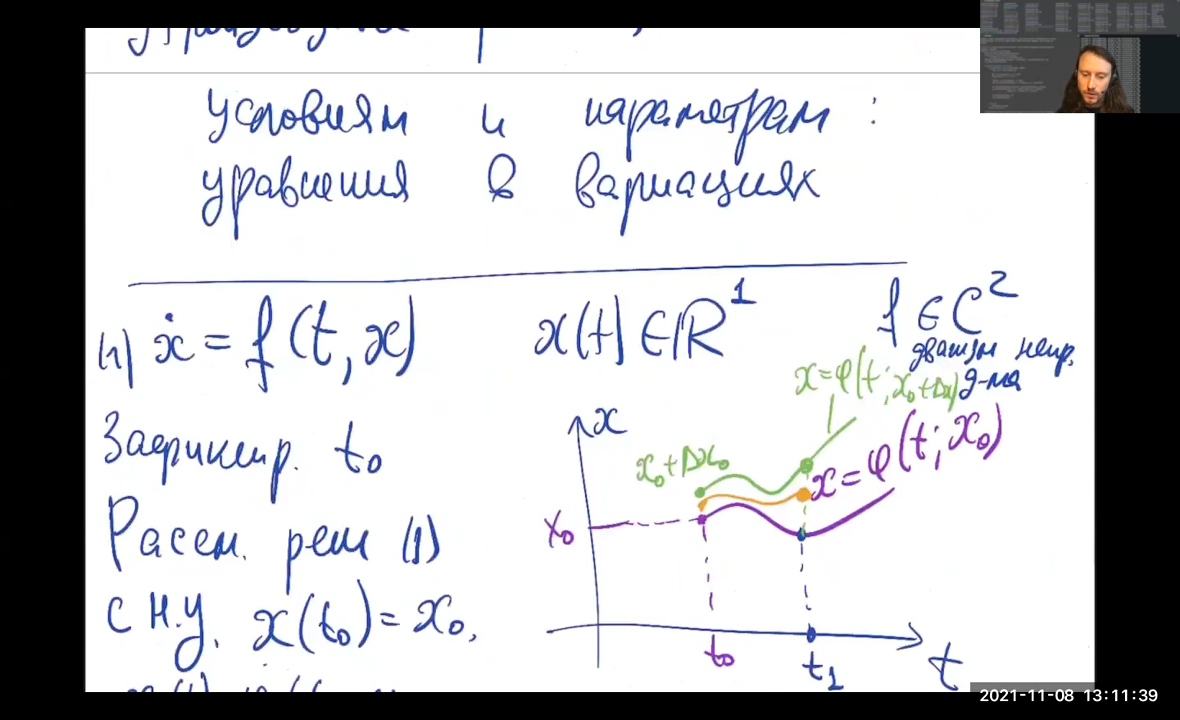 условиям и параметрам :
уравнения в вариациях
(1) ẋ = f(t, x) x(t) ∈ ℝ¹ f ∈ C²
дважды непр.
д-ма
x = φ(t; x₀+Δx₀)
Зафиксир. t₀
x
x₀+Δx₀
x = φ(t; x₀)
x₀
Рассм. реш (1)
с н.у. x(t₀) = x₀,
t₀
t₁
t
2021-11-08 13:11:39